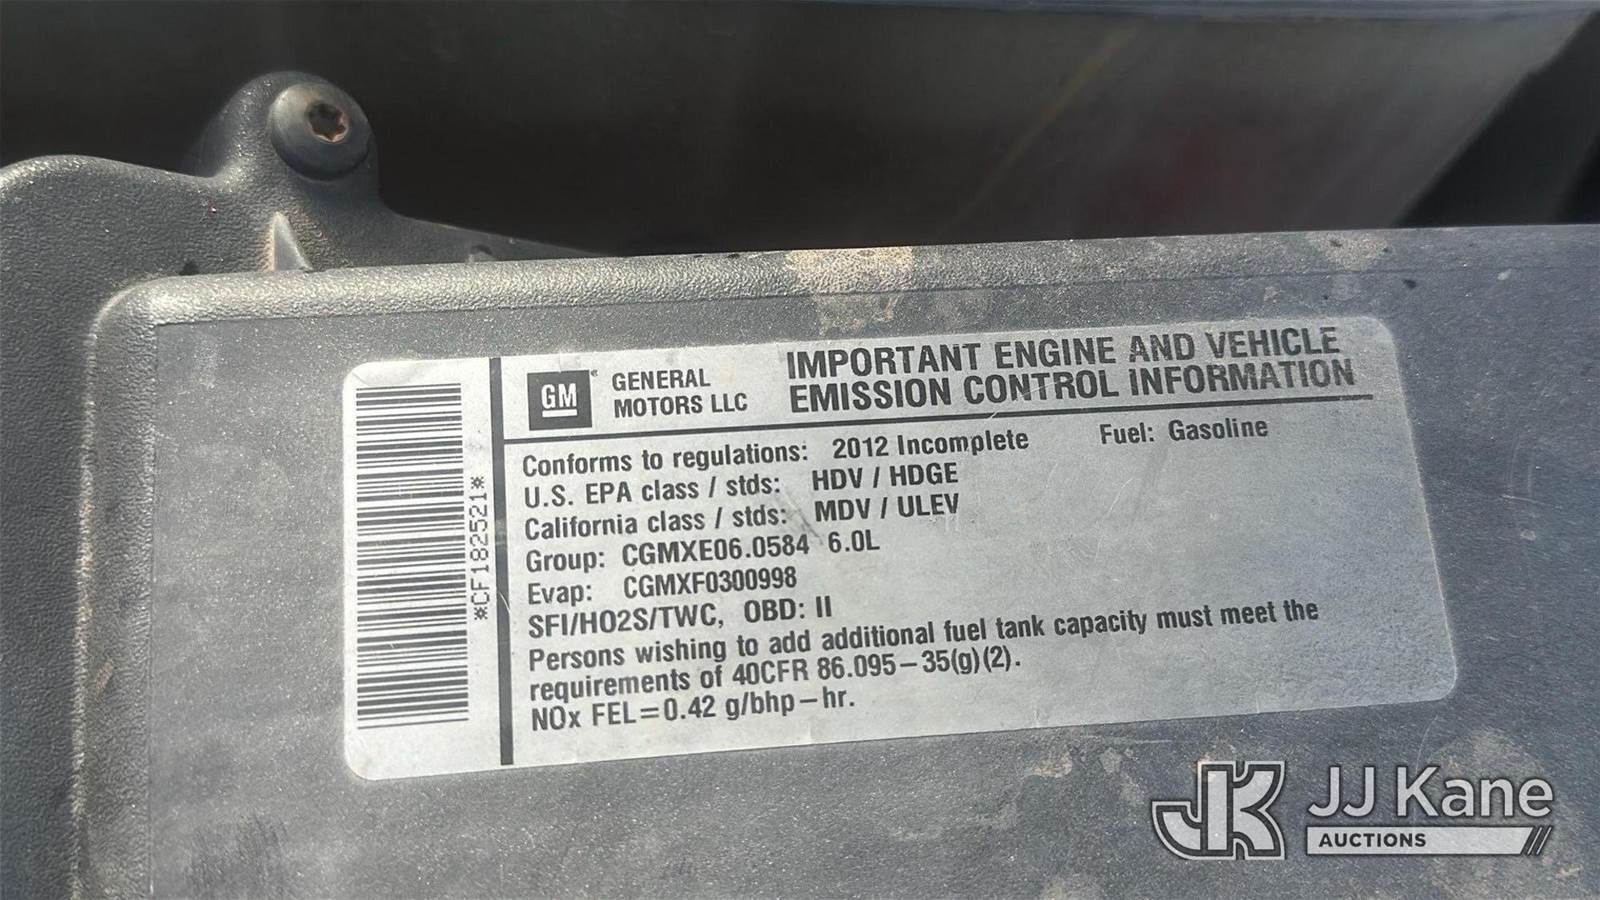 *CF182521*
GM
GENERAL
MOTORS LLC
IMPORTANT ENGINE AND VEHICLE
EMISSION CONTROL INFORMATION
Conforms to regulations: 2012 Incomplete Fuel: Gasoline
U.S. EPA class / stds: HDV / HDGE
California class / stds: MDV / ULEV
Group: CGMXE06.0584 6.0L
Evap: CGMXF0300998
SFI/HO2S/TWC, OBD: II
Persons wishing to add additional fuel tank capacity must meet the
requirements of 40CFR 86.095-35(g)(2).
NOx FEL=0.42 g/bhp-hr.
JK JJ Kane
AUCTIONS